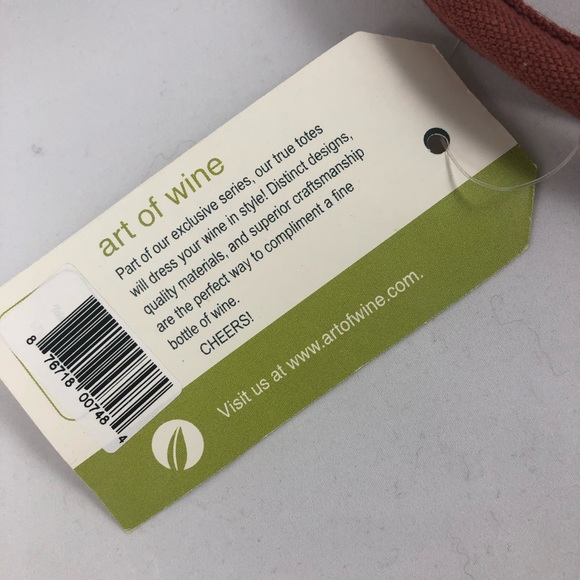 art of wine
Part of our exclusive series, our true totes
will dress your wine in style! Distinct designs,
quality materials, and superior craftsmanship
are the perfect way to compliment a fine
bottle of wine.
CHEERS!
Visit us at www.artofwine.com.
8 76718 00748 4